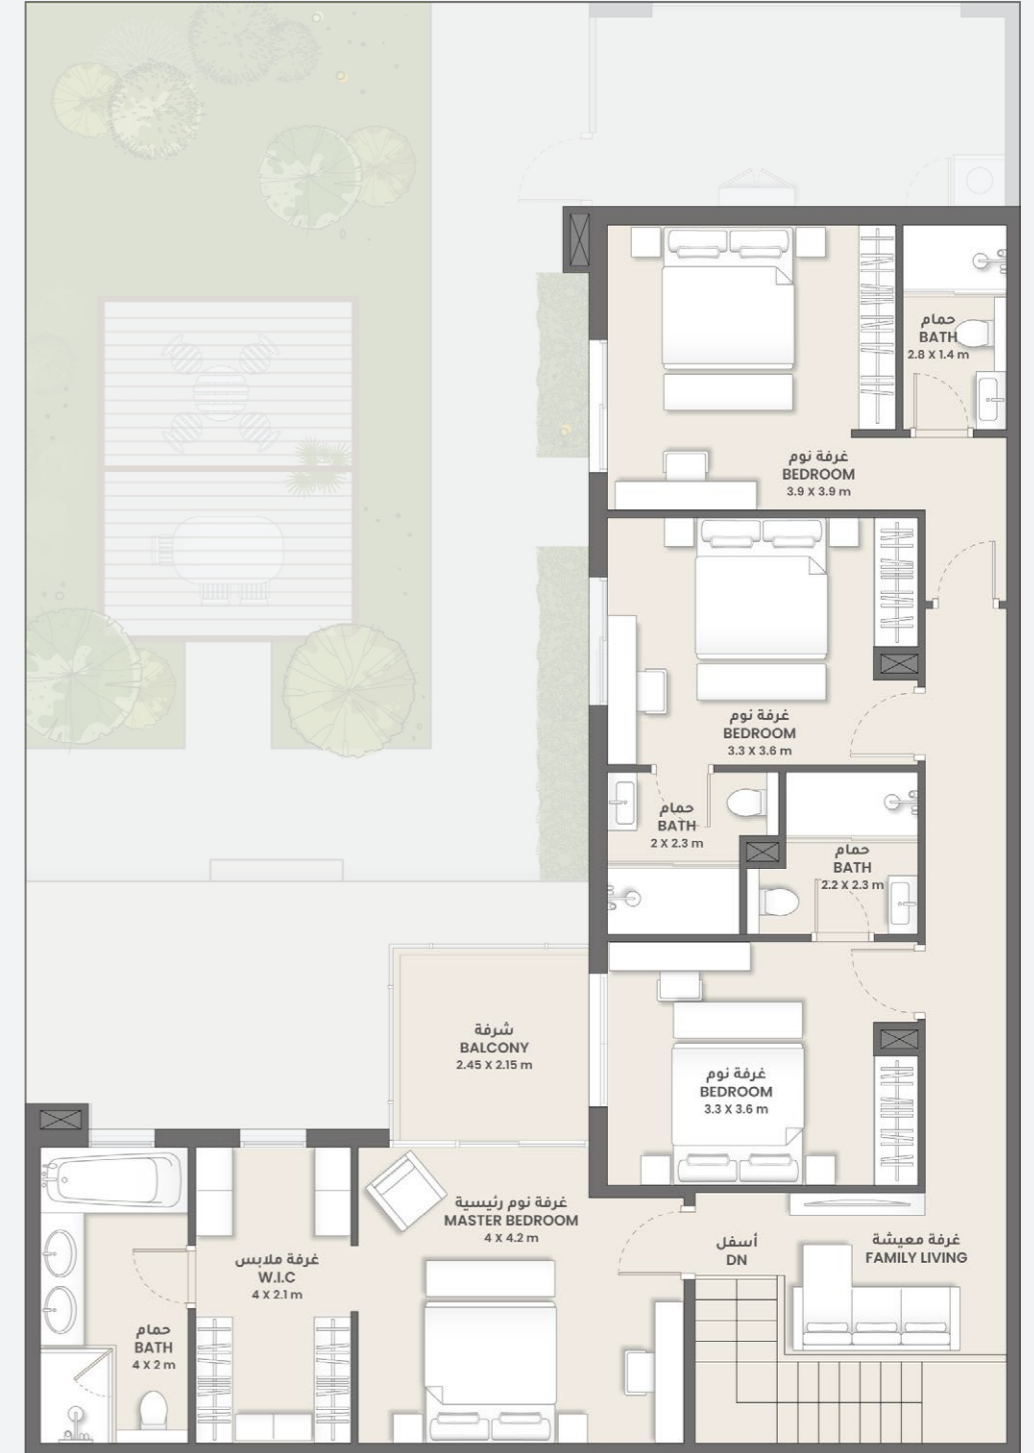 حمام
BATH
2.8 X 1.4 m
غرفة نوم
BEDROOM
3.9 X 3.9 m
غرفة نوم
BEDROOM
3.3 X 3.6 m
حمام
BATH
2 X 2.3 m
حمام
BATH
2.2 X 2.3 m
شرفة
BALCONY
2.45 X 2.15 m
غرفة نوم
BEDROOM
3.3 X 3.6 m
غرفة نوم رئيسية
MASTER BEDROOM
4 X 4.2 m
أسفل
DN
غرفة معيشة
FAMILY LIVING
غرفة ملابس
W.I.C
4 X 2.1 m
حمام
BATH
4 X 2 m